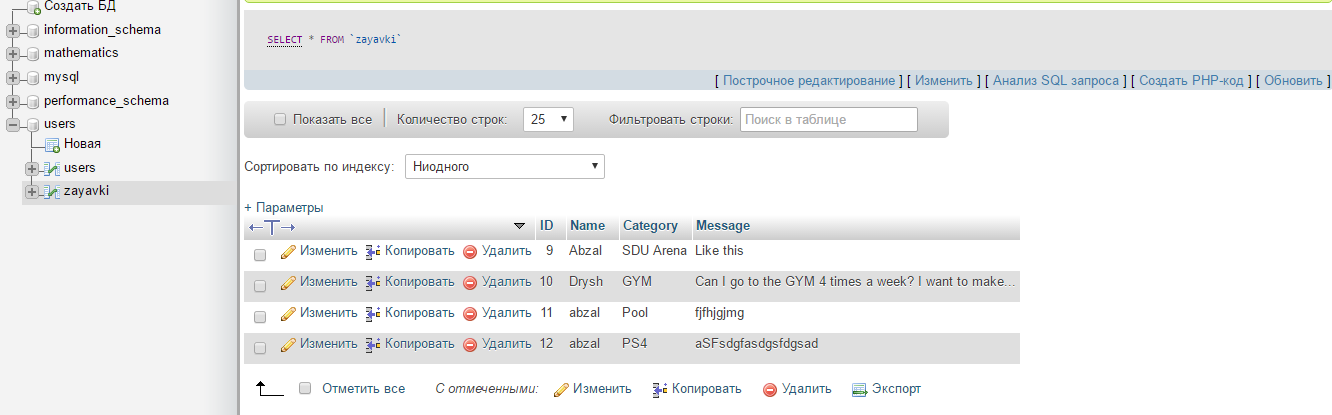 Создать БД
information_schema
mathematics
mysql
performance_schema
users
Новая
users
zayavki
SELECT * FROM `zayavki`
[ Построчное редактирование ] [ Изменить ] [ Анализ SQL запроса ] [ Создать PHP-код ] [ Обновить ]
Показать все Количество строк: 25 Фильтровать строки: Поиск в таблице
Сортировать по индексу: Ниодного
+ Параметры
ID Name Category Message
Изменить Копировать Удалить 9 Abzal SDU Arena Like this
Изменить Копировать Удалить 10 Drysh GYM Can I go to the GYM 4 times a week? I want to make...
Изменить Копировать Удалить 11 abzal Pool fjfhjgjmg
Изменить Копировать Удалить 12 abzal PS4 aSFsdgfasdgsfdgsad
Отметить все С отмеченными: Изменить Копировать Удалить Экспорт